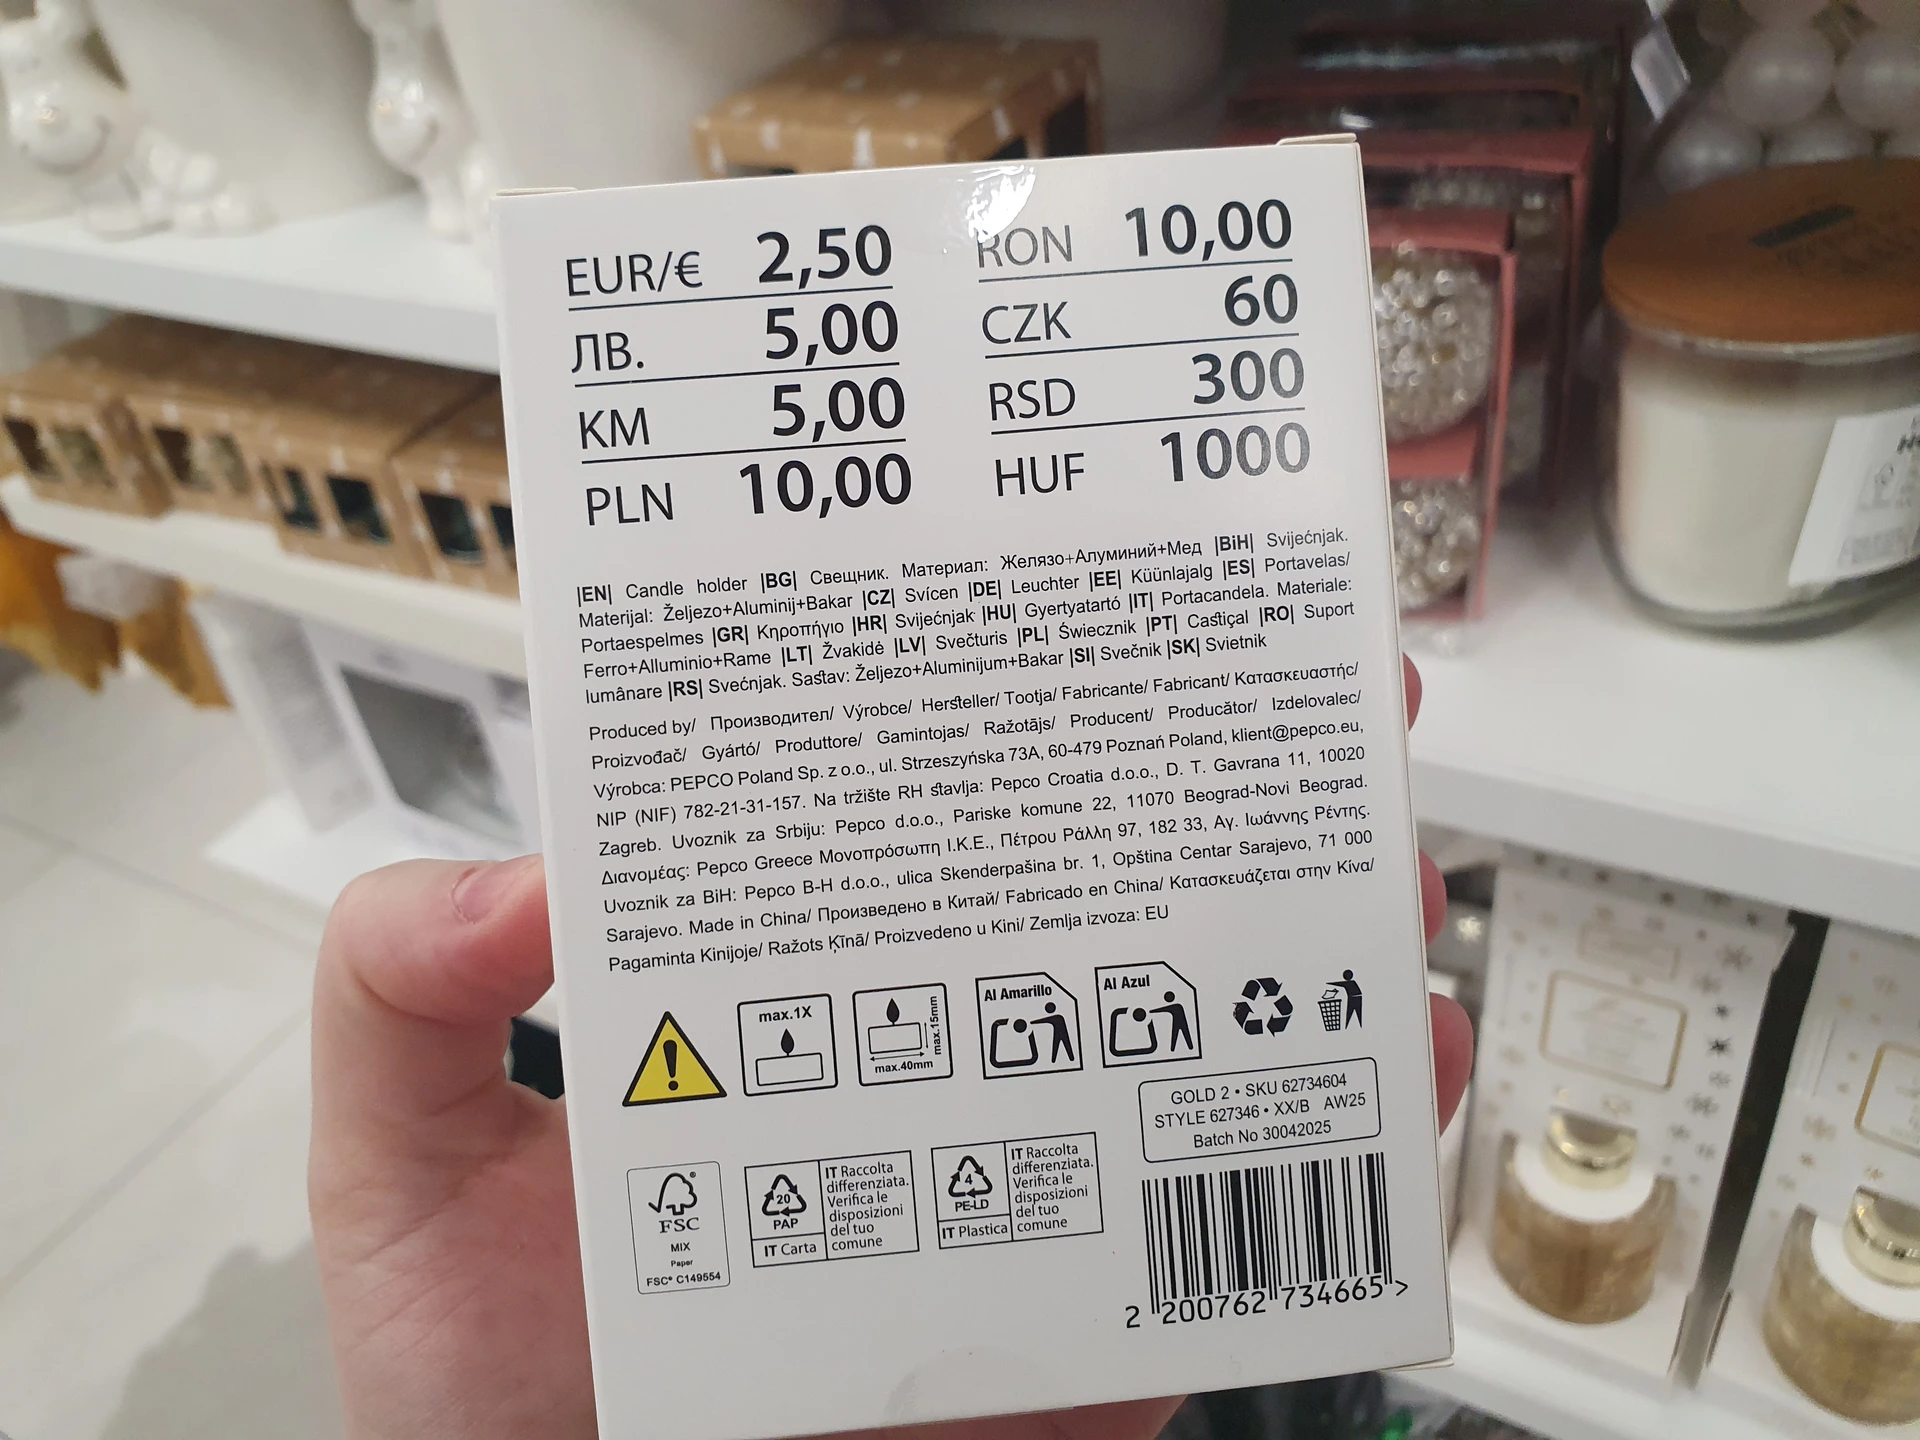 EUR/€ 2,50
ЛВ. 5,00
KM 5,00
PLN 10,00
RON 10,00
CZK 60
RSD 300
HUF 1000
|EN| Candle holder |BG| Свещник. Материал: Желязо+Алуминий+Мед |BiH| Svijećnjak.
Materijal: Željezo+Aluminij+Bakar |CZ| Svícen |DE| Leuchter |EE| Küünlajalg |ES| Portavelas/
Portaespelmes |GR| Κηροπήγιο |HR| Svijećnjak |HU| Gyertyatartó |IT| Portacandela. Materiale:
Ferro+Alluminio+Rame |LT| Žvakidė |LV| Svečturis |PL| Świecznik |PT| Castiçal |RO| Suport
lumânare |RS| Svećnjak. Sastav: Željezo+Aluminijum+Bakar |SI| Svečnik |SK| Svietnik
Produced by/ Производител/ Výrobce/ Hersteller/ Tootja/ Fabricante/ Fabricant/ Κατασκευαστής/
Proizvođač/ Gyártó/ Produttore/ Gamintojas/ Ražotājs/ Producent/ Producător/ Izdelovalec/
Výrobca: PEPCO Poland Sp. z o.o., ul. Strzeszyńska 73A, 60-479 Poznań Poland, klient@pepco.eu,
NIP (NIF) 782-21-31-157. Na tržište RH stavlja: Pepco Croatia d.o.o., D. T. Gavrana 11, 10020
Zagreb. Uvoznik za Srbiju: Pepco d.o.o., Pariske komune 22, 11070 Beograd-Novi Beograd.
Διανομέας: Pepco Greece Μονοπρόσωπη Ι.Κ.Ε., Πέτρου Ράλλη 97, 182 33, Αγ. Ιωάννης Ρέντης.
Uvoznik za BiH: Pepco B-H d.o.o., ulica Skenderpašina br. 1, Opština Centar Sarajevo, 71 000
Sarajevo. Made in China/ Произведено в Китай/ Fabricado en China/ Κατασκευάζεται στην Κίνα/
Pagaminta Kinijoje/ Ražots Ķīnā/ Proizvedeno u Kini/ Zemlja izvoza: EU
max.1X
max.15mm
max.40mm
Al Amarillo
Al Azul
GOLD 2 • SKU 62734604
STYLE 627346 • XX/B AW25
Batch No 30042025
FSC®
MIX
Paper
FSC® C149554
20
PAP
IT Carta
IT Raccolta
differenziata.
Verifica le
disposizioni
del tuo
comune
4
PE-LD
IT Plastica
IT Raccolta
differenziata.
Verifica le
disposizioni
del tuo
comune
2 200762 734665 >